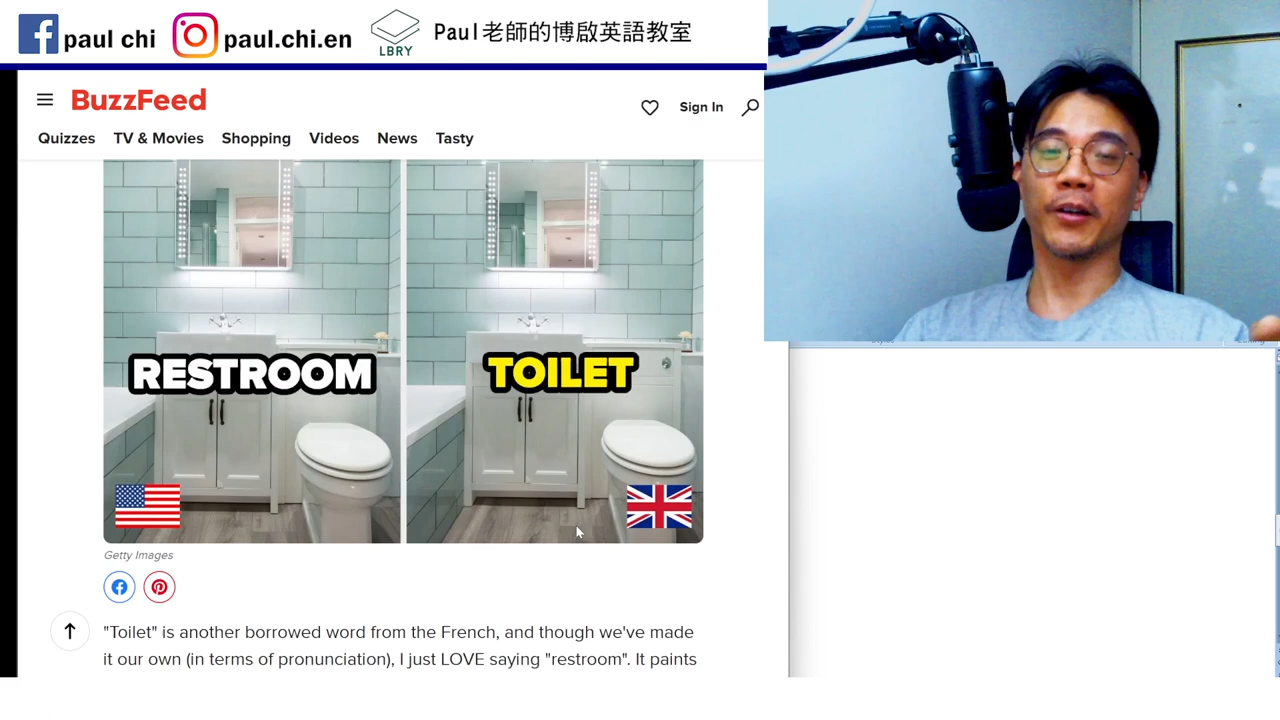 paul chi
paul.chi.en
LBRY
Paul老師的博啟英語教室
BuzzFeed
Sign In
Quizzes
TV & Movies
Shopping
Videos
News
Tasty
RESTROOM
TOILET
Getty Images
"Toilet" is another borrowed word from the French, and though we've made
it our own (in terms of pronunciation), I just LOVE saying "restroom". It paints